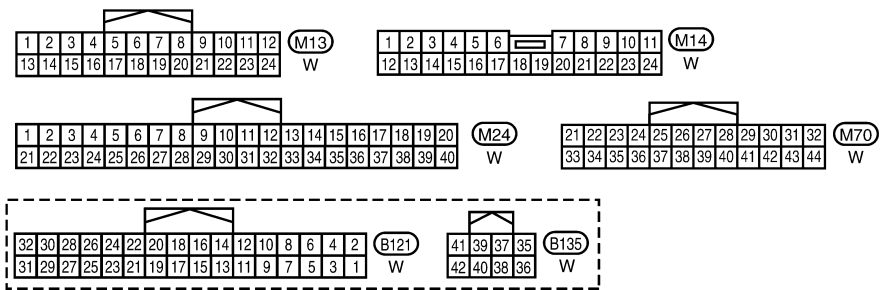 1 2 3 4 5 6 7 8 9 10 11 12 M13
13 14 15 16 17 18 19 20 21 22 23 24 W
1 2 3 4 5 6 7 8 9 10 11 M14
12 13 14 15 16 17 18 19 20 21 22 23 24 W
1 2 3 4 5 6 7 8 9 10 11 12 13 14 15 16 17 18 19 20 M24
21 22 23 24 25 26 27 28 29 30 31 32 33 34 35 36 37 38 39 40 W
21 22 23 24 25 26 27 28 29 30 31 32 M70
33 34 35 36 37 38 39 40 41 42 43 44 W
32 30 28 26 24 22 20 18 16 14 12 10 8 6 4 2 B121
31 29 27 25 23 21 19 17 15 13 11 9 7 5 3 1 W
41 39 37 35 B135
42 40 38 36 W